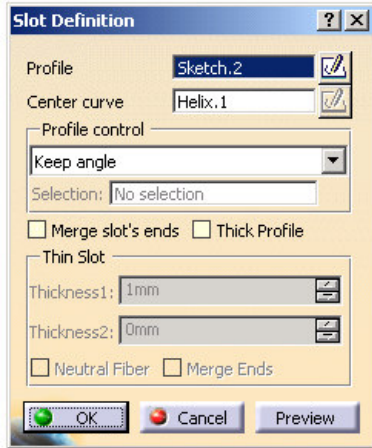 Slot Definition
Profile Sketch.2
Center curve Helix.1
Profile control
Keep angle
Selection: No selection
Merge slot's ends Thick Profile
Thin Slot
Thickness1: 1mm
Thickness2: 0mm
Neutral Fiber Merge Ends
OK Cancel Preview